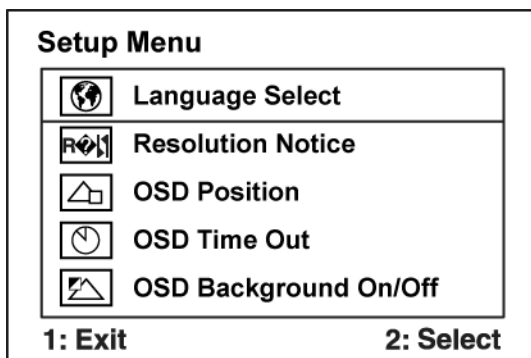 Setup Menu
Language Select
Resolution Notice
OSD Position
OSD Time Out
OSD Background On/Off
1: Exit 2: Select